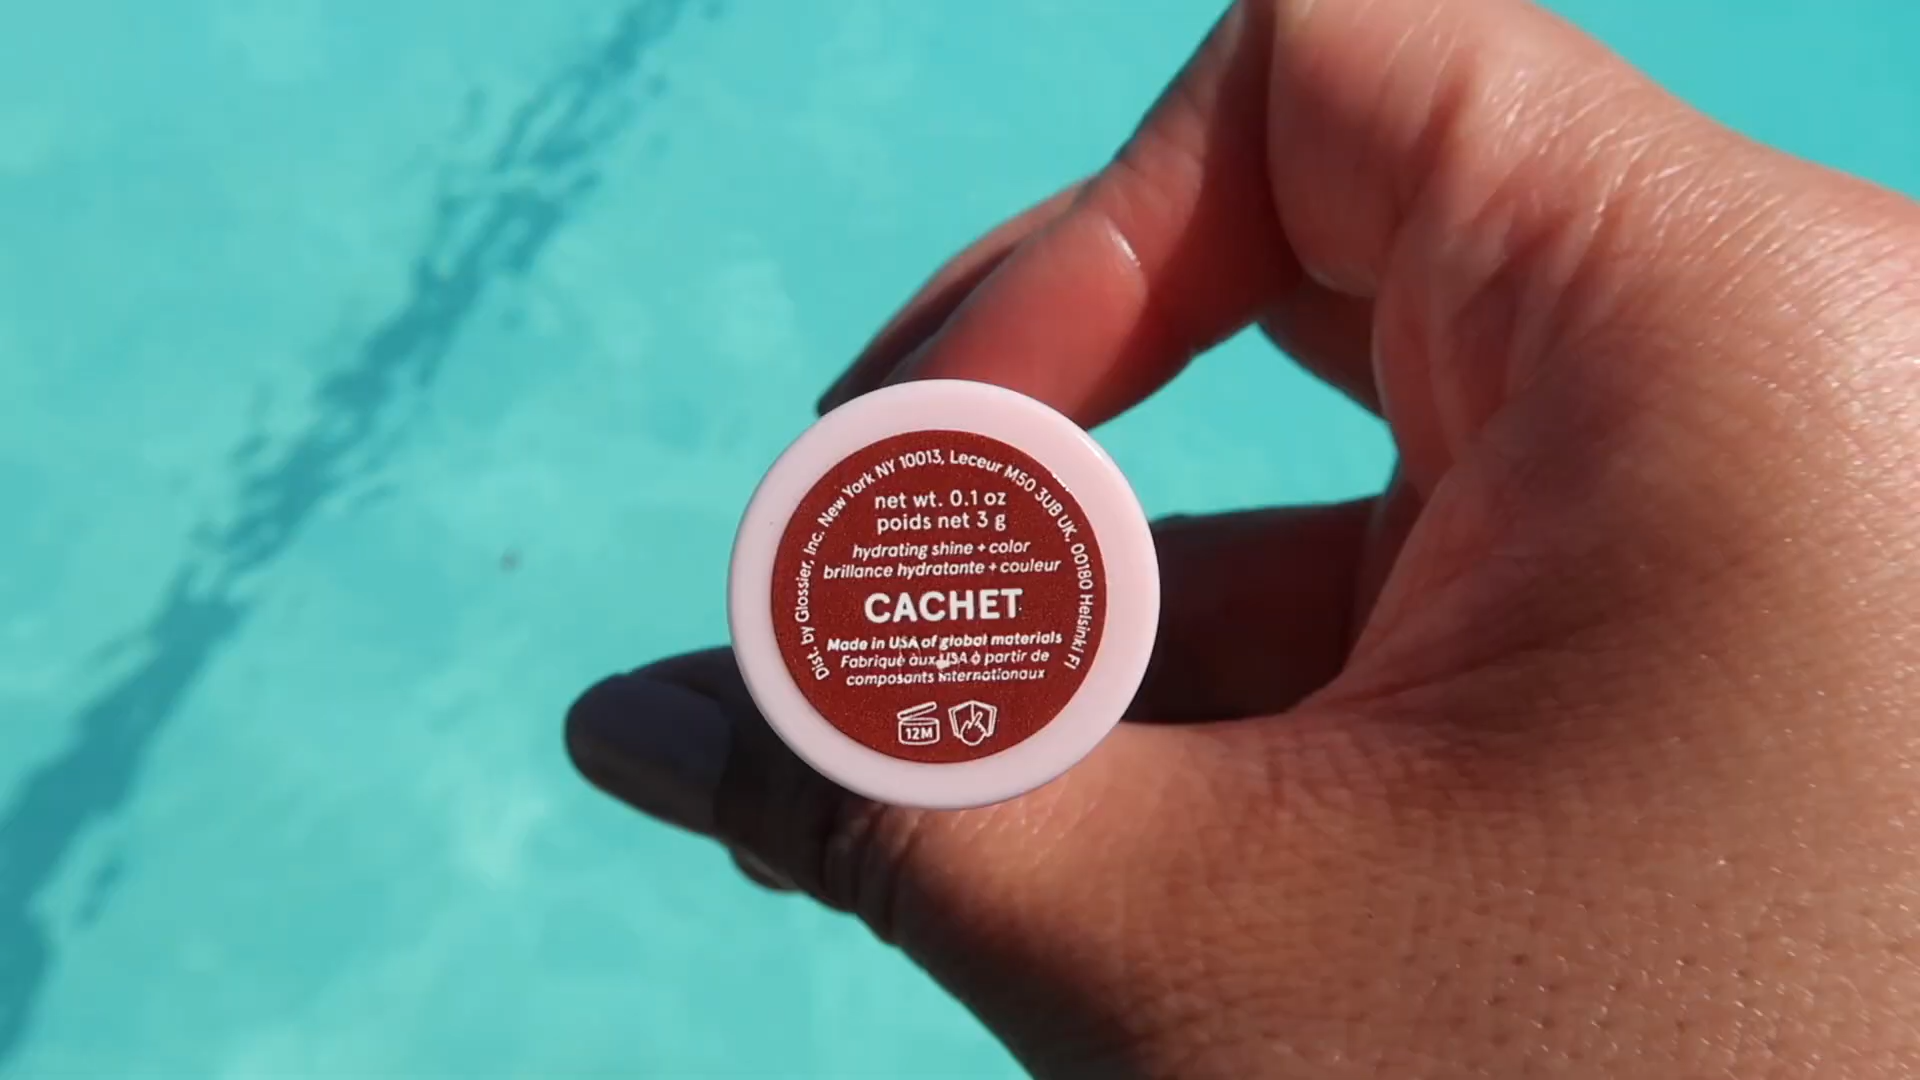 Dist. by Glossier, Inc. New York NY 10013, Leceur M50 3UB UK, 00180 Helsinki FI
net wt. 0.1 oz
poids net 3 g
hydrating shine + color
brillance hydratante + couleur
CACHET
Made in USA of global materials
Fabriqué aux USA à partir de
composants internationaux
12M